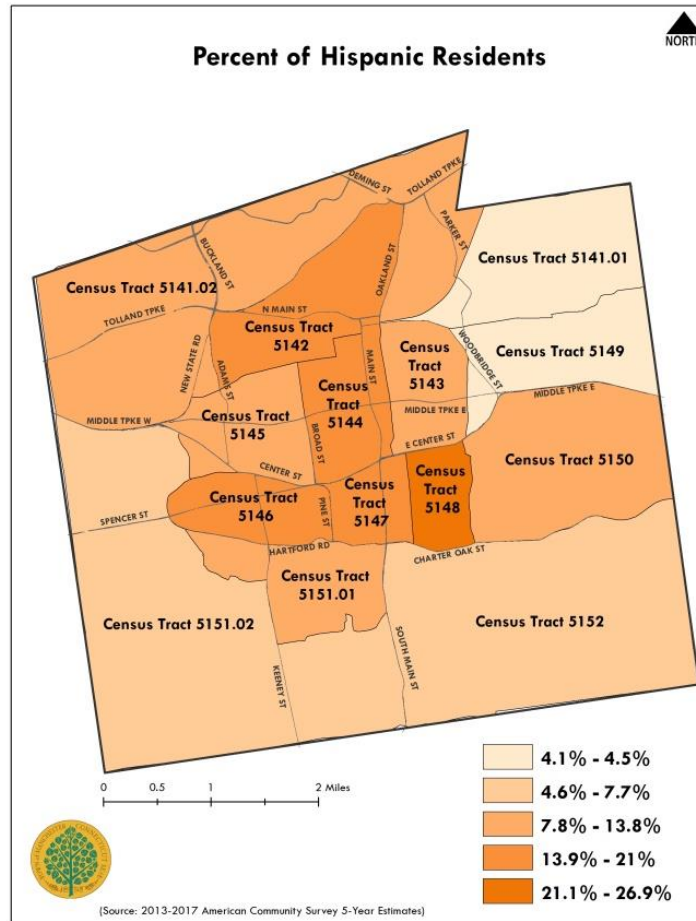 NORTH
Percent of Hispanic Residents
DEMING ST
TOLLAND TPKE
PARKER ST
BUCKLAND ST
OAKLAND ST
Census Tract 5141.01
Census Tract
5141.02
TOLLAND TPKE
N MAIN ST
Census Tract
5142
NEW STATE RD
ADAMS ST
MAIN ST
Census
Tract
5143
WOODBRIDGE ST
Census Tract 5149
Census
Tract
5144
MIDDLE TPKE W
MIDDLE TPKE E
MIDDLE TPKE E
Census Tract
5145
BROAD ST
E CENTER ST
CENTER ST
Census Tract 5150
Census
Tract
5148
Census
Tract
5147
Census Tract
5146
PINE ST
SPENCER ST
HARTFORD RD
CHARTER OAK ST
Census Tract
5151.01
Census Tract 5151.02
Census Tract 5152
KEENEY ST
SOUTH MAIN ST
0 0.5 1 2 Miles
4.1% - 4.5%
4.6% - 7.7%
7.8% - 13.8%
13.9% - 21%
21.1% - 26.9%
(Source: 2013-2017 American Community Survey 5-Year Estimates)